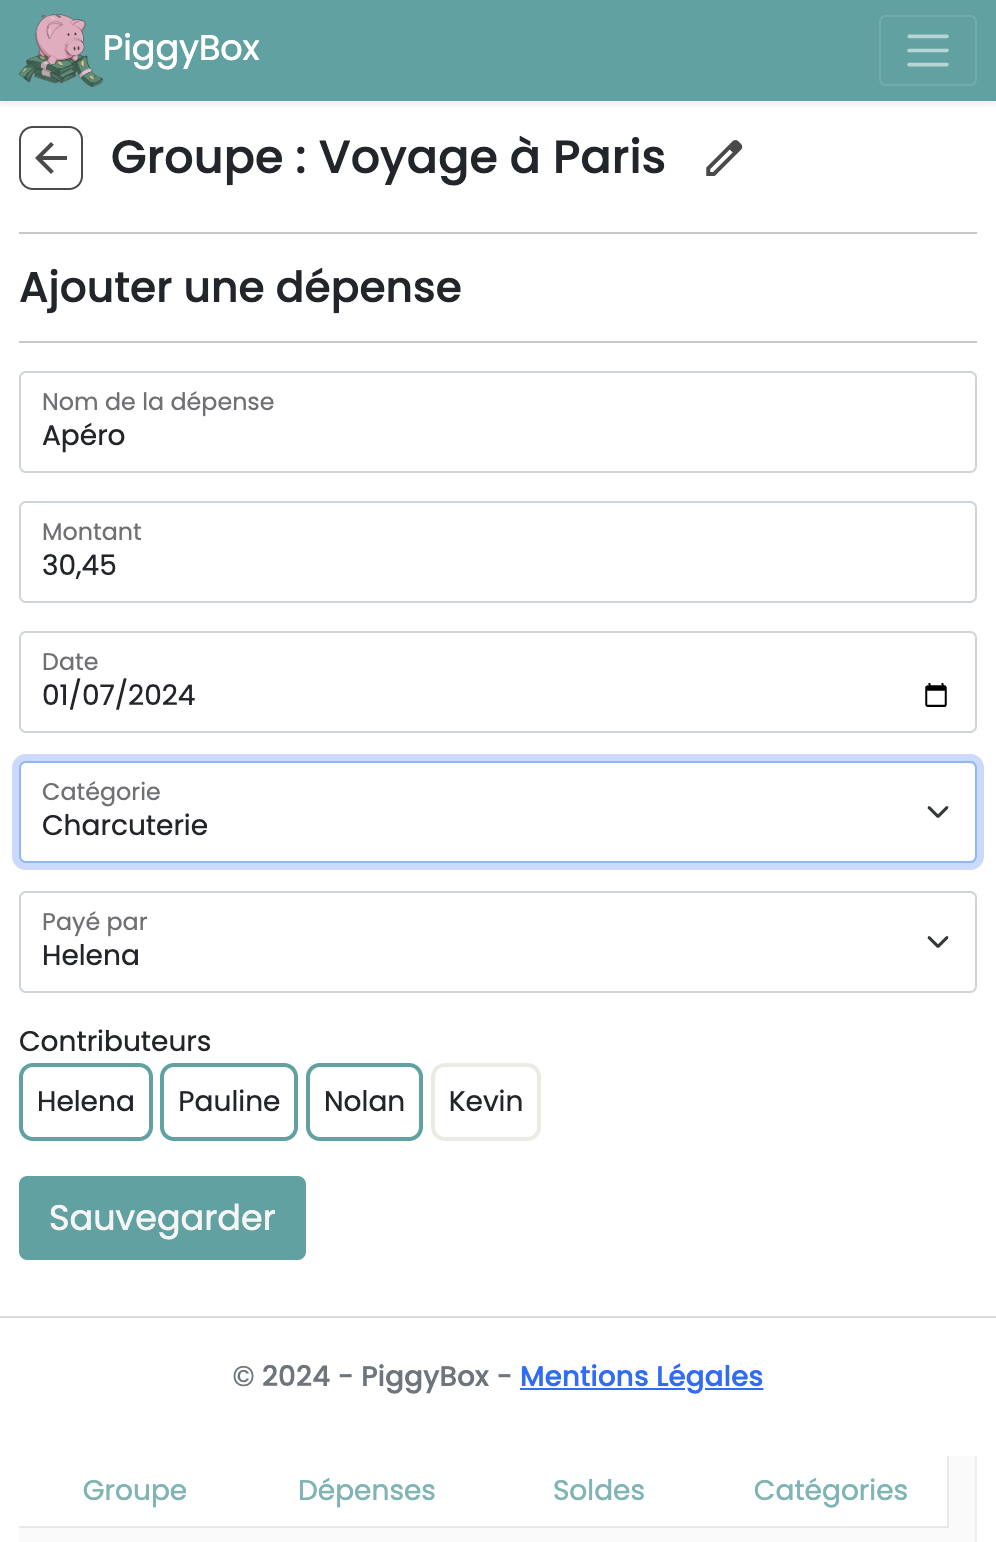 PiggyBox
Groupe : Voyage à Paris
Ajouter une dépense
Nom de la dépense
Apéro
Montant
30,45
Date
01/07/2024
Catégorie
Charcuterie
Payé par
Helena
Contributeurs
Helena Pauline Nolan Kevin
Sauvegarder
© 2024 - PiggyBox - Mentions Légales
Groupe Dépenses Soldes Catégories